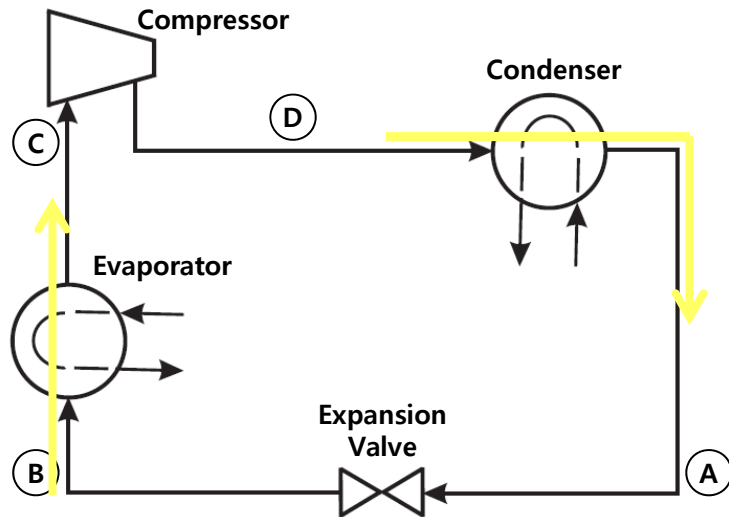 Compressor
Condenser
D
C
Evaporator
Expansion
Valve
B
A